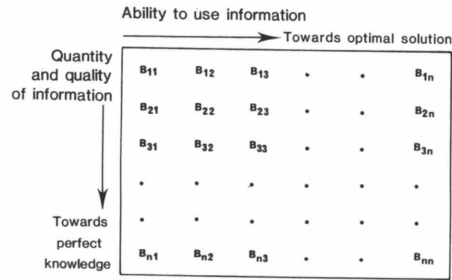 Ability to use information
Towards optimal solution
Quantity
and quality
of information
B11 B12 B13 . . B1n
B21 B22 B23 . . B2n
B31 B32 B33 . . B3n
. . . . . .
. . . . . .
Towards
perfect
knowledge
Bn1 Bn2 Bn3 . . Bnn